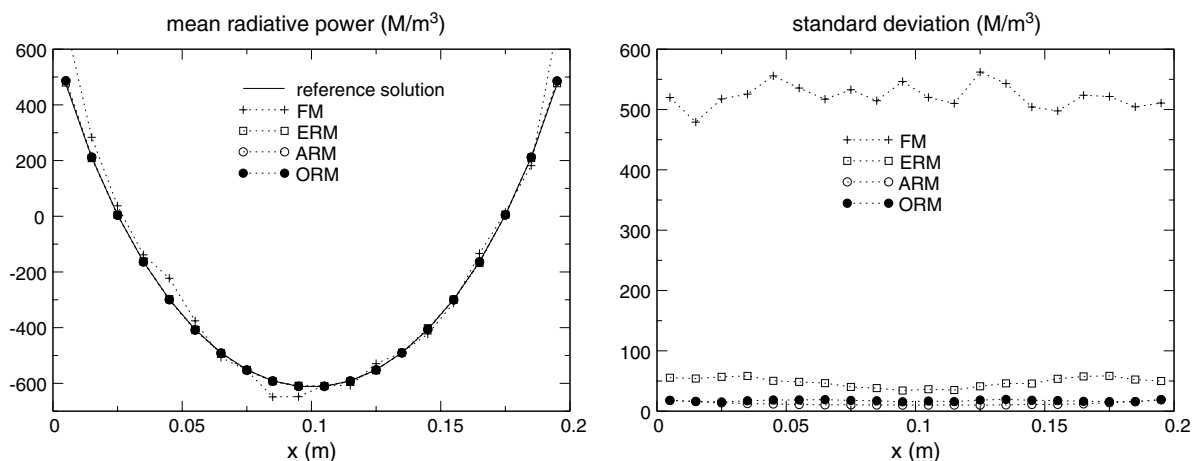 mean radiative power (M/m³)
600
400
200
0
-200
-400
-600
reference solution
FM
ERM
ARM
ORM
0
0.05
0.1
0.15
0.2
x (m)
standard deviation (M/m³)
600
500
400
300
200
100
50
0
FM
ERM
ARM
ORM
0
0.05
0.1
0.15
0.2
x (m)